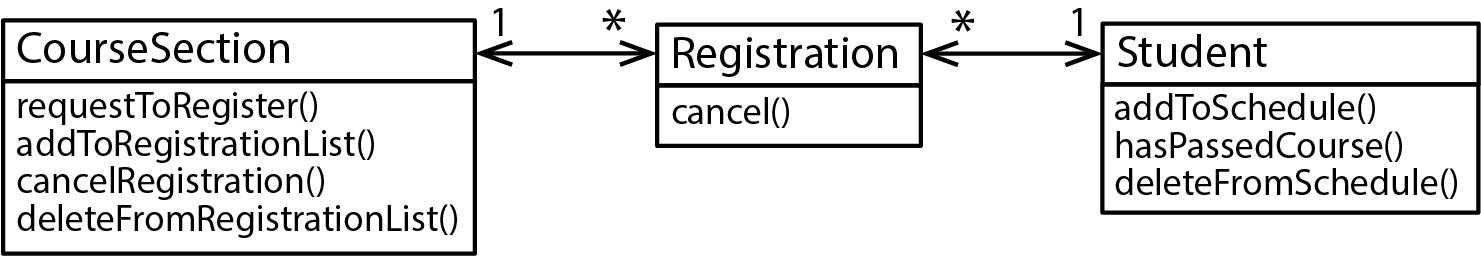 CourseSection
requestToRegister()
addToRegistrationList()
cancelRegistration()
deleteFromRegistrationList()
1
*
Registration
cancel()
*
1
Student
addToSchedule()
hasPassedCourse()
deleteFromSchedule()